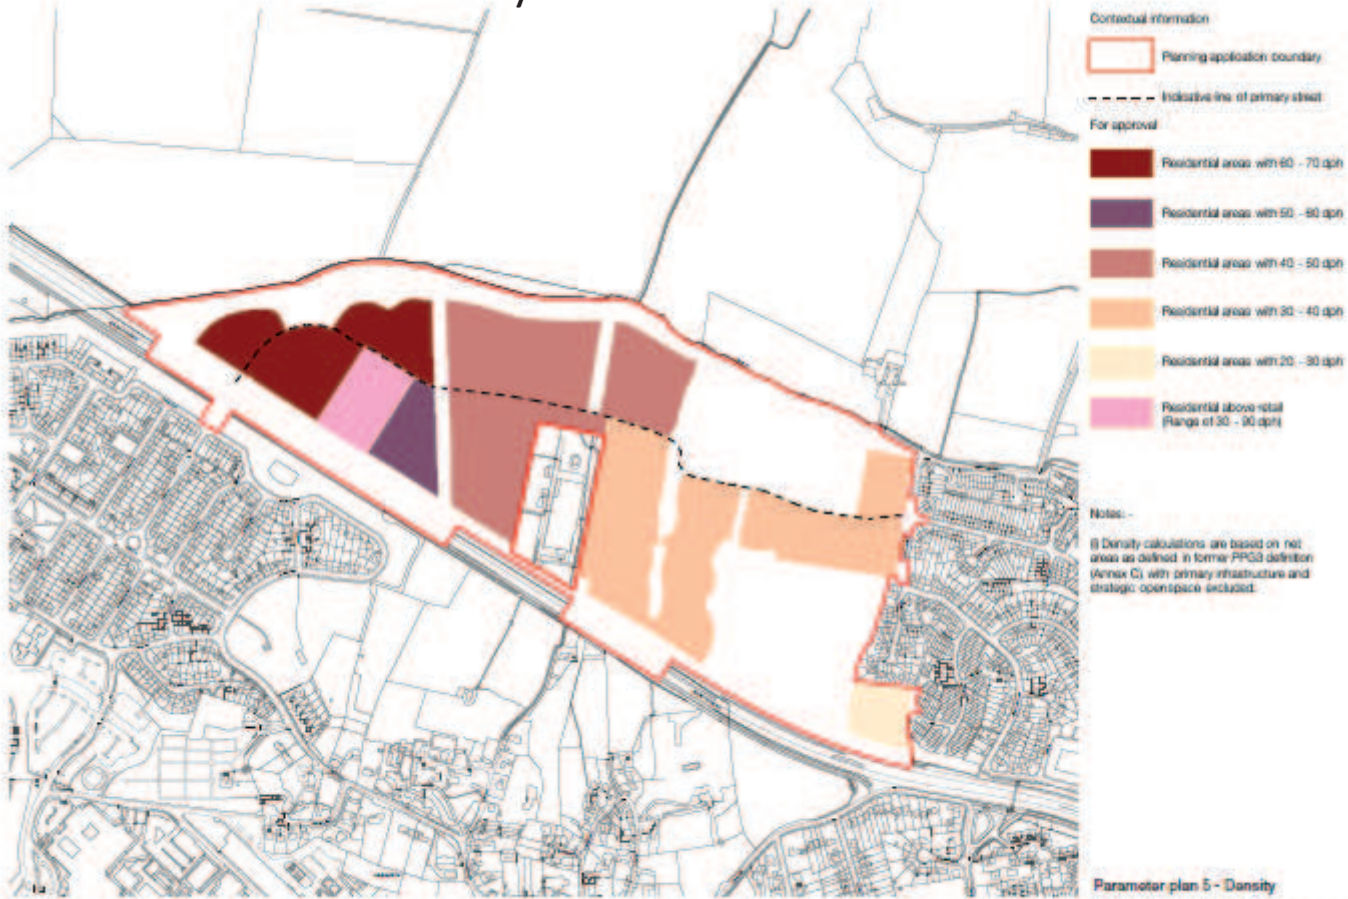 Contextual information
Planning application boundary
Indicative line of primary street
For approval
Residential areas with 60 - 70 dph
Residential areas with 50 - 60 dph
Residential areas with 40 - 50 dph
Residential areas with 30 - 40 dph
Residential areas with 20 - 30 dph
Residential above retail
(Range of 30 - 90 dph)
Notes: -
i) Density calculations are based on net
areas as defined in former PPG3 definition
(Annex C), with primary infrastructure and
strategic openspace excluded.
Parameter plan 5 - Density